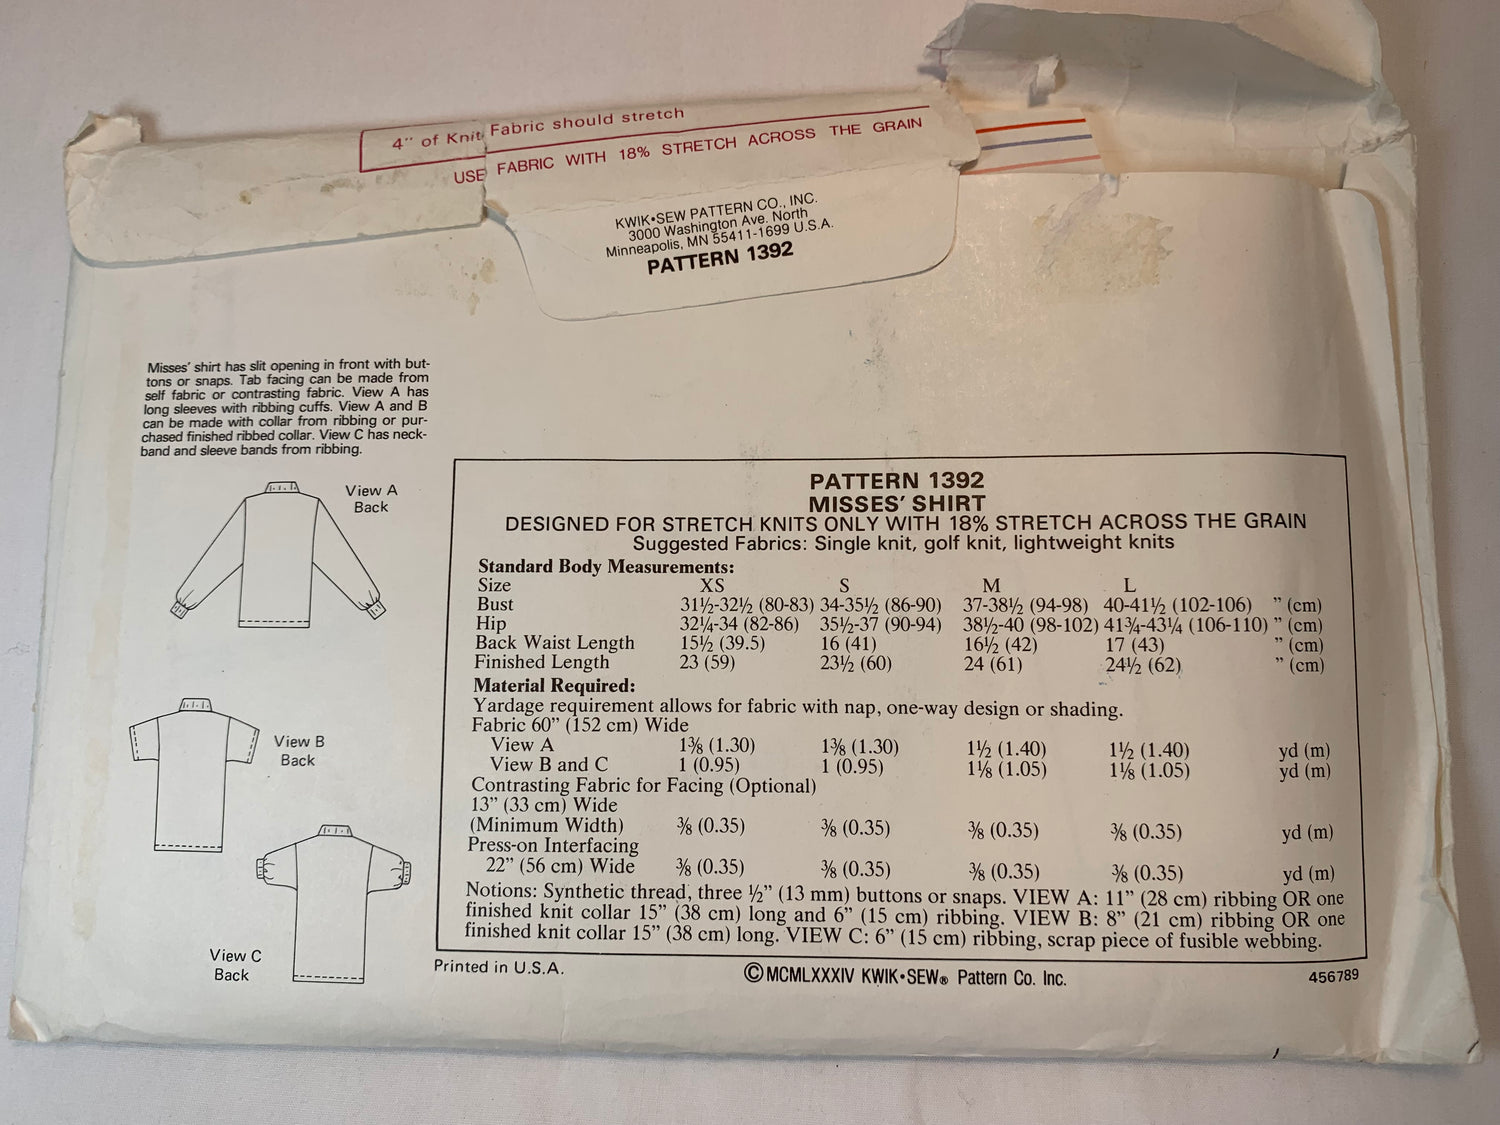 4" of Knit Fabric should stretch
USE FABRIC WITH 18% STRETCH ACROSS THE GRAIN
KWIK•SEW PATTERN CO., INC.
3000 Washington Ave. North
Minneapolis, MN 55411-1699 U.S.A.
PATTERN 1392
Misses' shirt has slit opening in front with but-
tons or snaps. Tab facing can be made from
self fabric or contrasting fabric. View A has
long sleeves with ribbing cuffs. View A and B
can be made with collar from ribbing or pur-
chased finished ribbed collar. View C has neck-
band and sleeve bands from ribbing.
View A
Back
View B
Back
View C
Back
PATTERN 1392
MISSES' SHIRT
DESIGNED FOR STRETCH KNITS ONLY WITH 18% STRETCH ACROSS THE GRAIN
Suggested Fabrics: Single knit, golf knit, lightweight knits
Standard Body Measurements:
Size XS S M L
Bust 31½-32½ (80-83) 34-35½ (86-90) 37-38½ (94-98) 40-41½ (102-106) " (cm)
Hip 32¼-34 (82-86) 35½-37 (90-94) 38½-40 (98-102) 41¾-43¼ (106-110) " (cm)
Back Waist Length 15½ (39.5) 16 (41) 16½ (42) 17 (43) " (cm)
Finished Length 23 (59) 23½ (60) 24 (61) 24½ (62) " (cm)
Material Required:
Yardage requirement allows for fabric with nap, one-way design or shading.
Fabric 60" (152 cm) Wide
View A 1⅜ (1.30) 1⅜ (1.30) 1½ (1.40) 1½ (1.40) yd (m)
View B and C 1 (0.95) 1 (0.95) 1⅛ (1.05) 1⅛ (1.05) yd (m)
Contrasting Fabric for Facing (Optional)
13" (33 cm) Wide
(Minimum Width) ⅜ (0.35) ⅜ (0.35) ⅜ (0.35) ⅜ (0.35) yd (m)
Press-on Interfacing
22" (56 cm) Wide ⅜ (0.35) ⅜ (0.35) ⅜ (0.35) ⅜ (0.35) yd (m)
Notions: Synthetic thread, three ½" (13 mm) buttons or snaps. VIEW A: 11" (28 cm) ribbing OR one
finished knit collar 15" (38 cm) long and 6" (15 cm) ribbing. VIEW B: 8" (21 cm) ribbing OR one
finished knit collar 15" (38 cm) long. VIEW C: 6" (15 cm) ribbing, scrap piece of fusible webbing.
Printed in U.S.A. ©MCMLXXXIV KWIK•SEW® Pattern Co. Inc. 456789